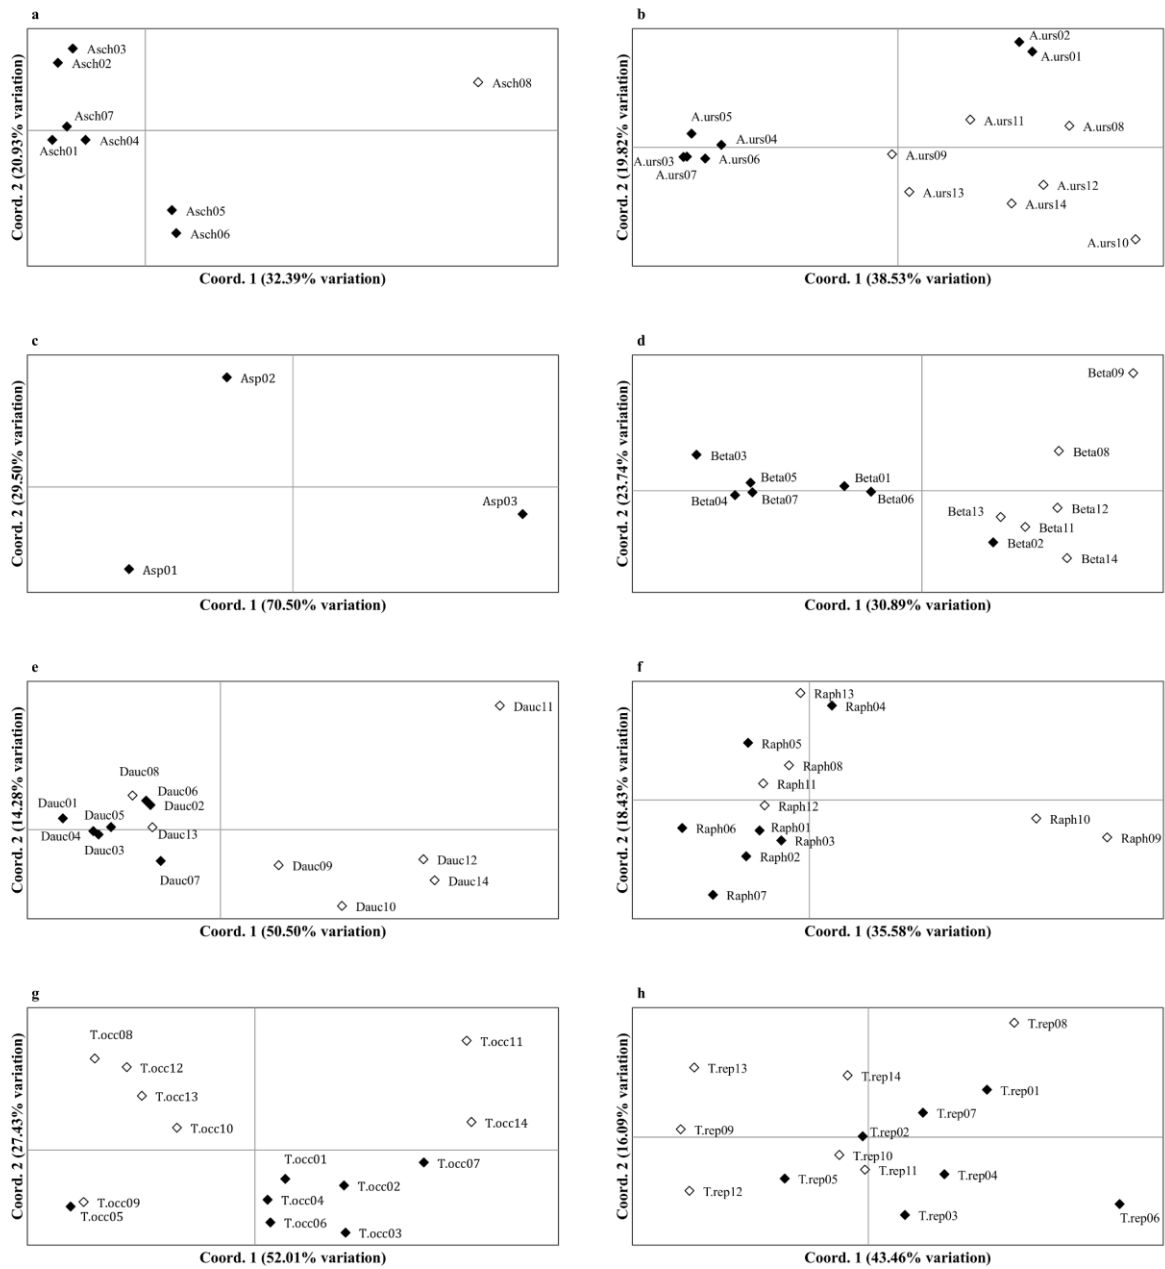 a
Asch03
Asch02
Asch08
Asch07
Asch04
Asch01
Asch05
Asch06
Coord. 2 (20.93% variation)
Coord. 1 (32.39% variation)
b
A.urs02
A.urs01
A.urs05
A.urs11
A.urs08
A.urs04
A.urs03
A.urs06
A.urs09
A.urs07
A.urs12
A.urs13
A.urs14
A.urs10
Coord. 2 (19.82% variation)
Coord. 1 (38.53% variation)
c
Asp02
Asp03
Asp01
Coord. 2 (29.50% variation)
Coord. 1 (70.50% variation)
d
Beta09
Beta03
Beta08
Beta05
Beta01
Beta04
Beta07
Beta06
Beta13
Beta12
Beta11
Beta02
Beta14
Coord. 2 (23.74% variation)
Coord. 1 (30.89% variation)
e
Dauc11
Dauc08
Dauc06
Dauc01
Dauc02
Dauc05
Dauc04
Dauc13
Dauc03
Dauc12
Dauc09
Dauc07
Dauc14
Dauc10
Coord. 2 (14.28% variation)
Coord. 1 (50.50% variation)
f
Raph13
Raph04
Raph05
Raph08
Raph11
Raph12
Raph10
Raph06
Raph01
Raph09
Raph03
Raph02
Raph07
Coord. 2 (18.43% variation)
Coord. 1 (35.58% variation)
g
T.occ08
T.occ11
T.occ12
T.occ13
T.occ14
T.occ10
T.occ01
T.occ07
T.occ02
T.occ04
T.occ09
T.occ05
T.occ06
T.occ03
Coord. 2 (27.43% variation)
Coord. 1 (52.01% variation)
h
T.rep08
T.rep13
T.rep14
T.rep01
T.rep07
T.rep09
T.rep02
T.rep10
T.rep11
T.rep04
T.rep05
T.rep12
T.rep03
T.rep06
Coord. 2 (16.09% variation)
Coord. 1 (43.46% variation)